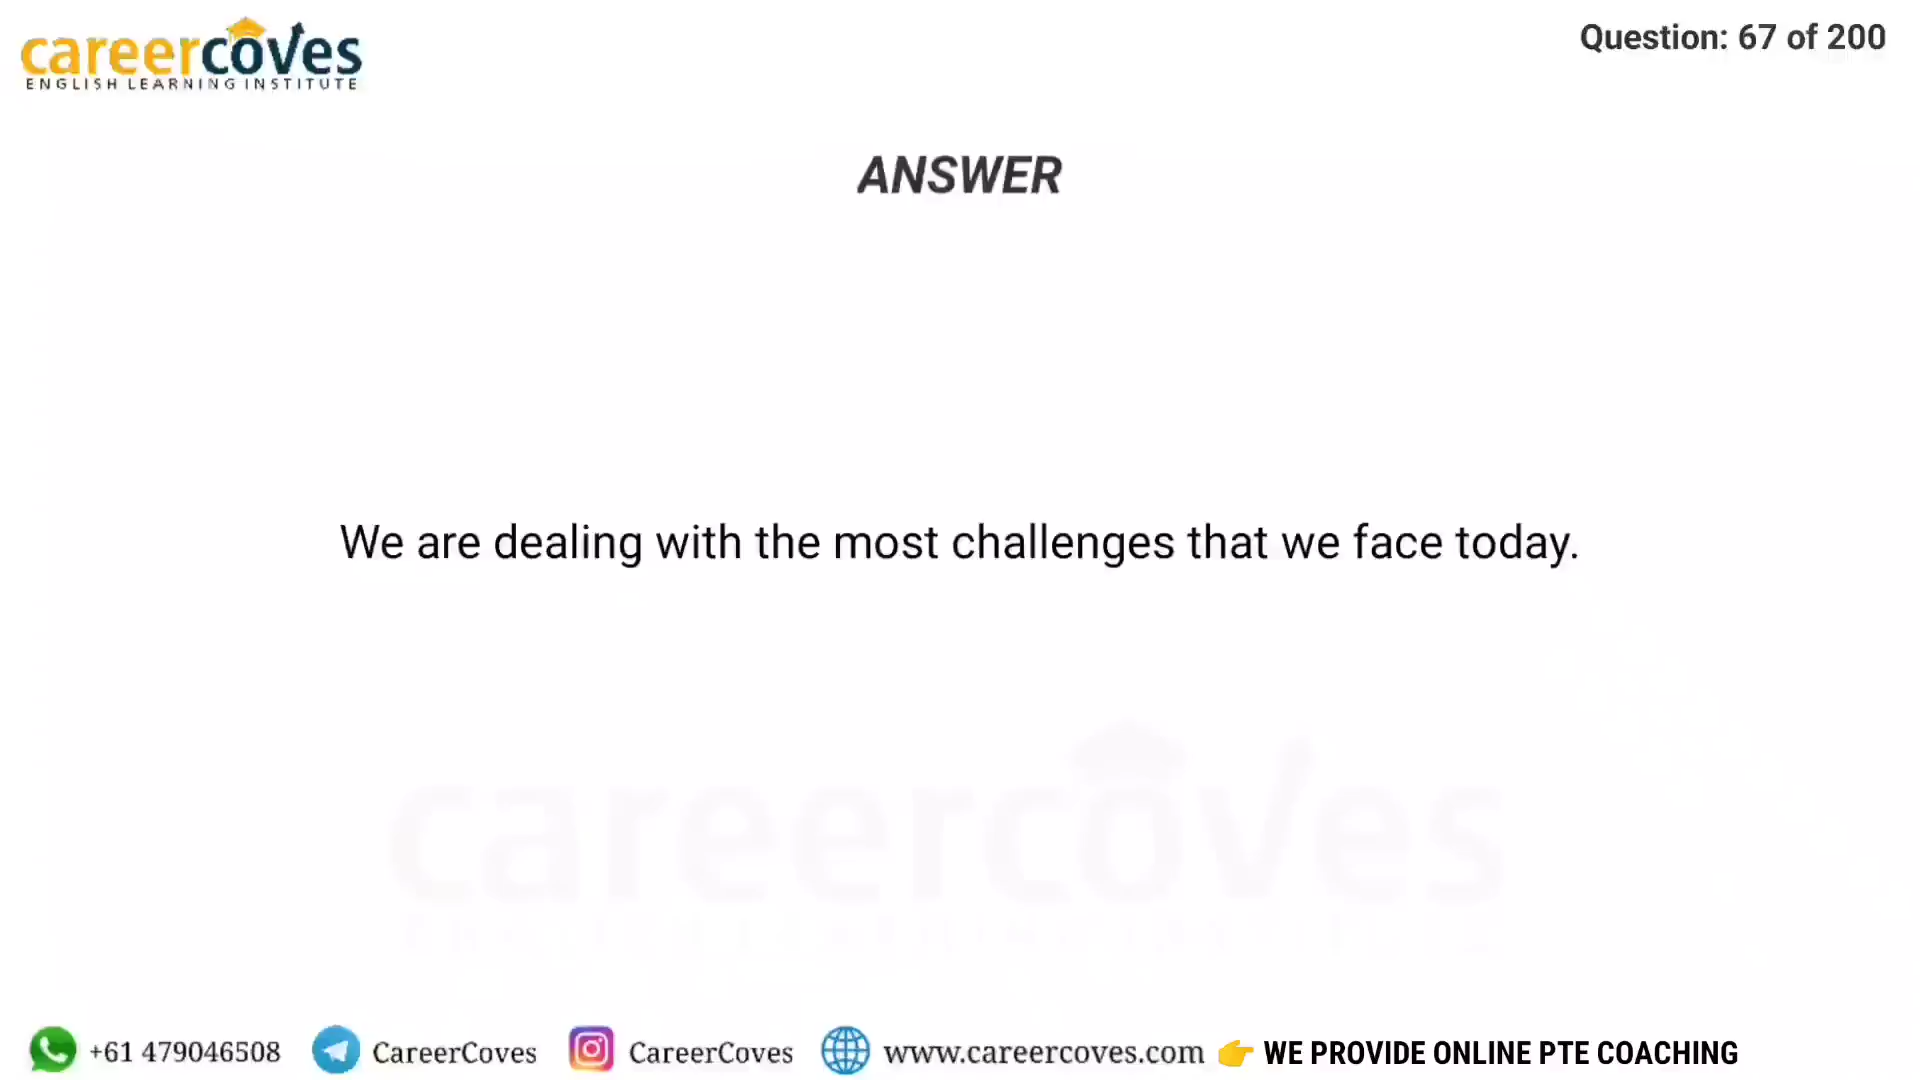 careercoves
ENGLISH LEARNING INSTITUTE
Question: 67 of 200
ANSWER
We are dealing with the most challenges that we face today.
careercoves
+61 479046508 CareerCoves CareerCoves www.careercoves.com 👉 WE PROVIDE ONLINE PTE COACHING